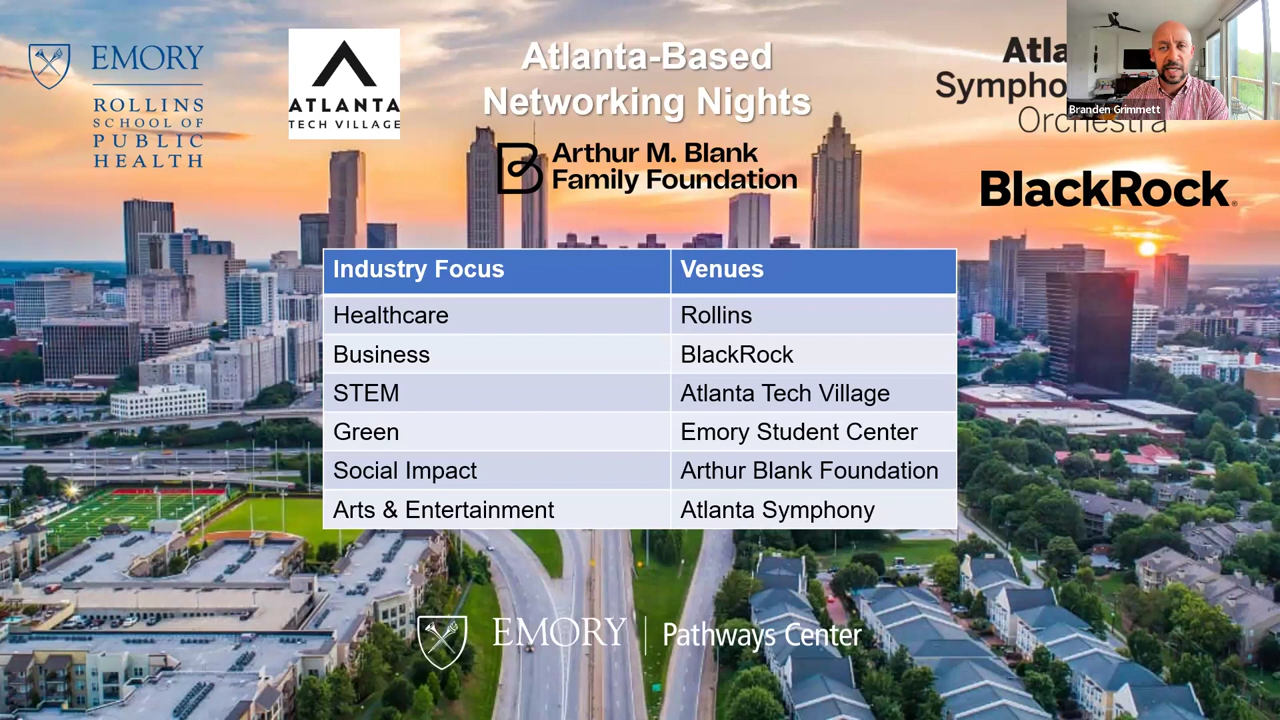 EMORY
ROLLINS
SCHOOL OF
PUBLIC
HEALTH
ATLANTA
TECH VILLAGE
Atlanta-Based
Networking Nights
Arthur M. Blank
Family Foundation
Orchestra
Branden Grimmett
BlackRock
Industry Focus Venues
Healthcare Rollins
Business BlackRock
STEM Atlanta Tech Village
Green Emory Student Center
Social Impact Arthur Blank Foundation
Arts & Entertainment Atlanta Symphony
EMORY Pathways Center